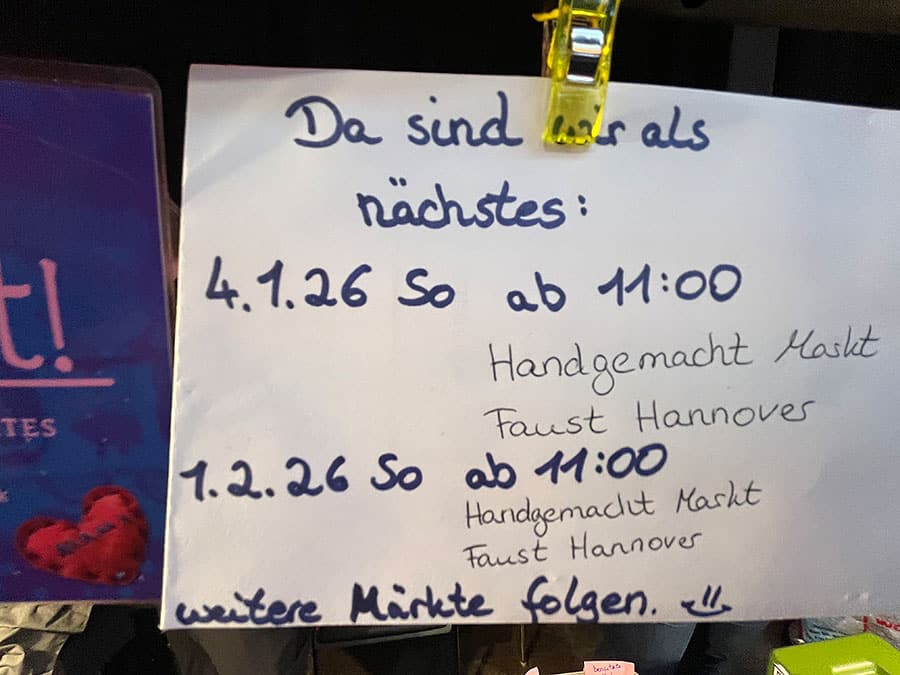 Da sind wir als
nächstes:
4.1.26 So ab 11:00
Handgemacht Markt
Faust Hannover
1.2.26 So ab 11:00
Handgemacht Markt
Faust Hannover
weitere Märkte folgen.
t!
TES